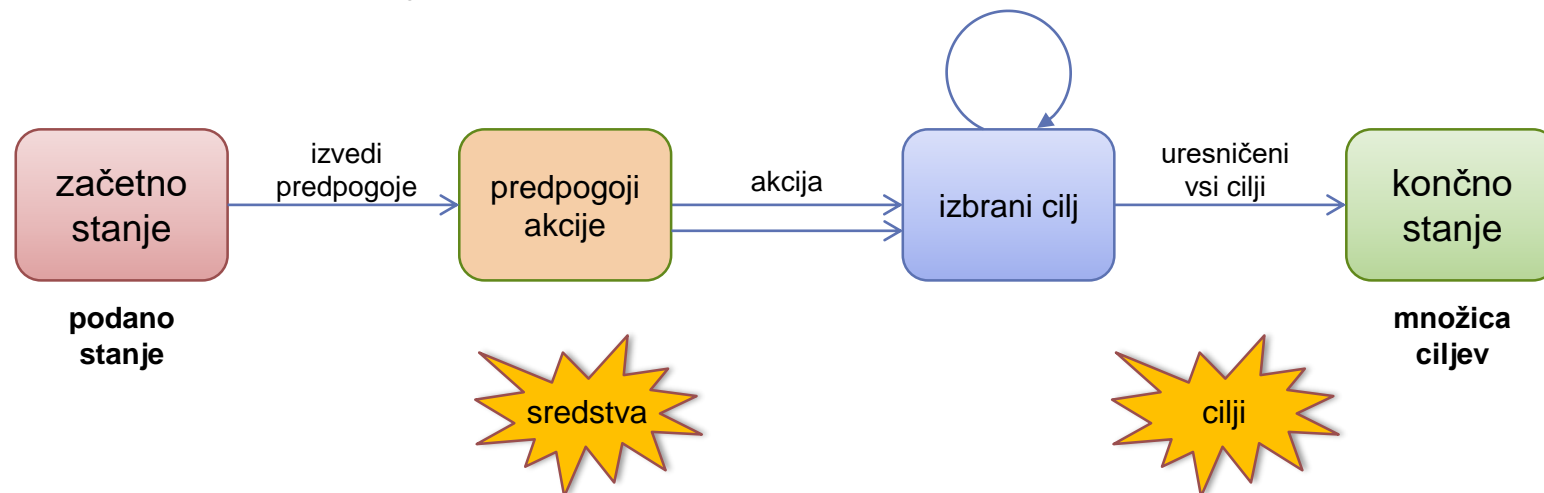 začetno
stanje
izvedi
predpogoje
predpogoji
akcije
akcija
izbrani cilj
uresničeni
vsi cilji
končno
stanje
podano
stanje
množica
ciljev
sredstva
cilji